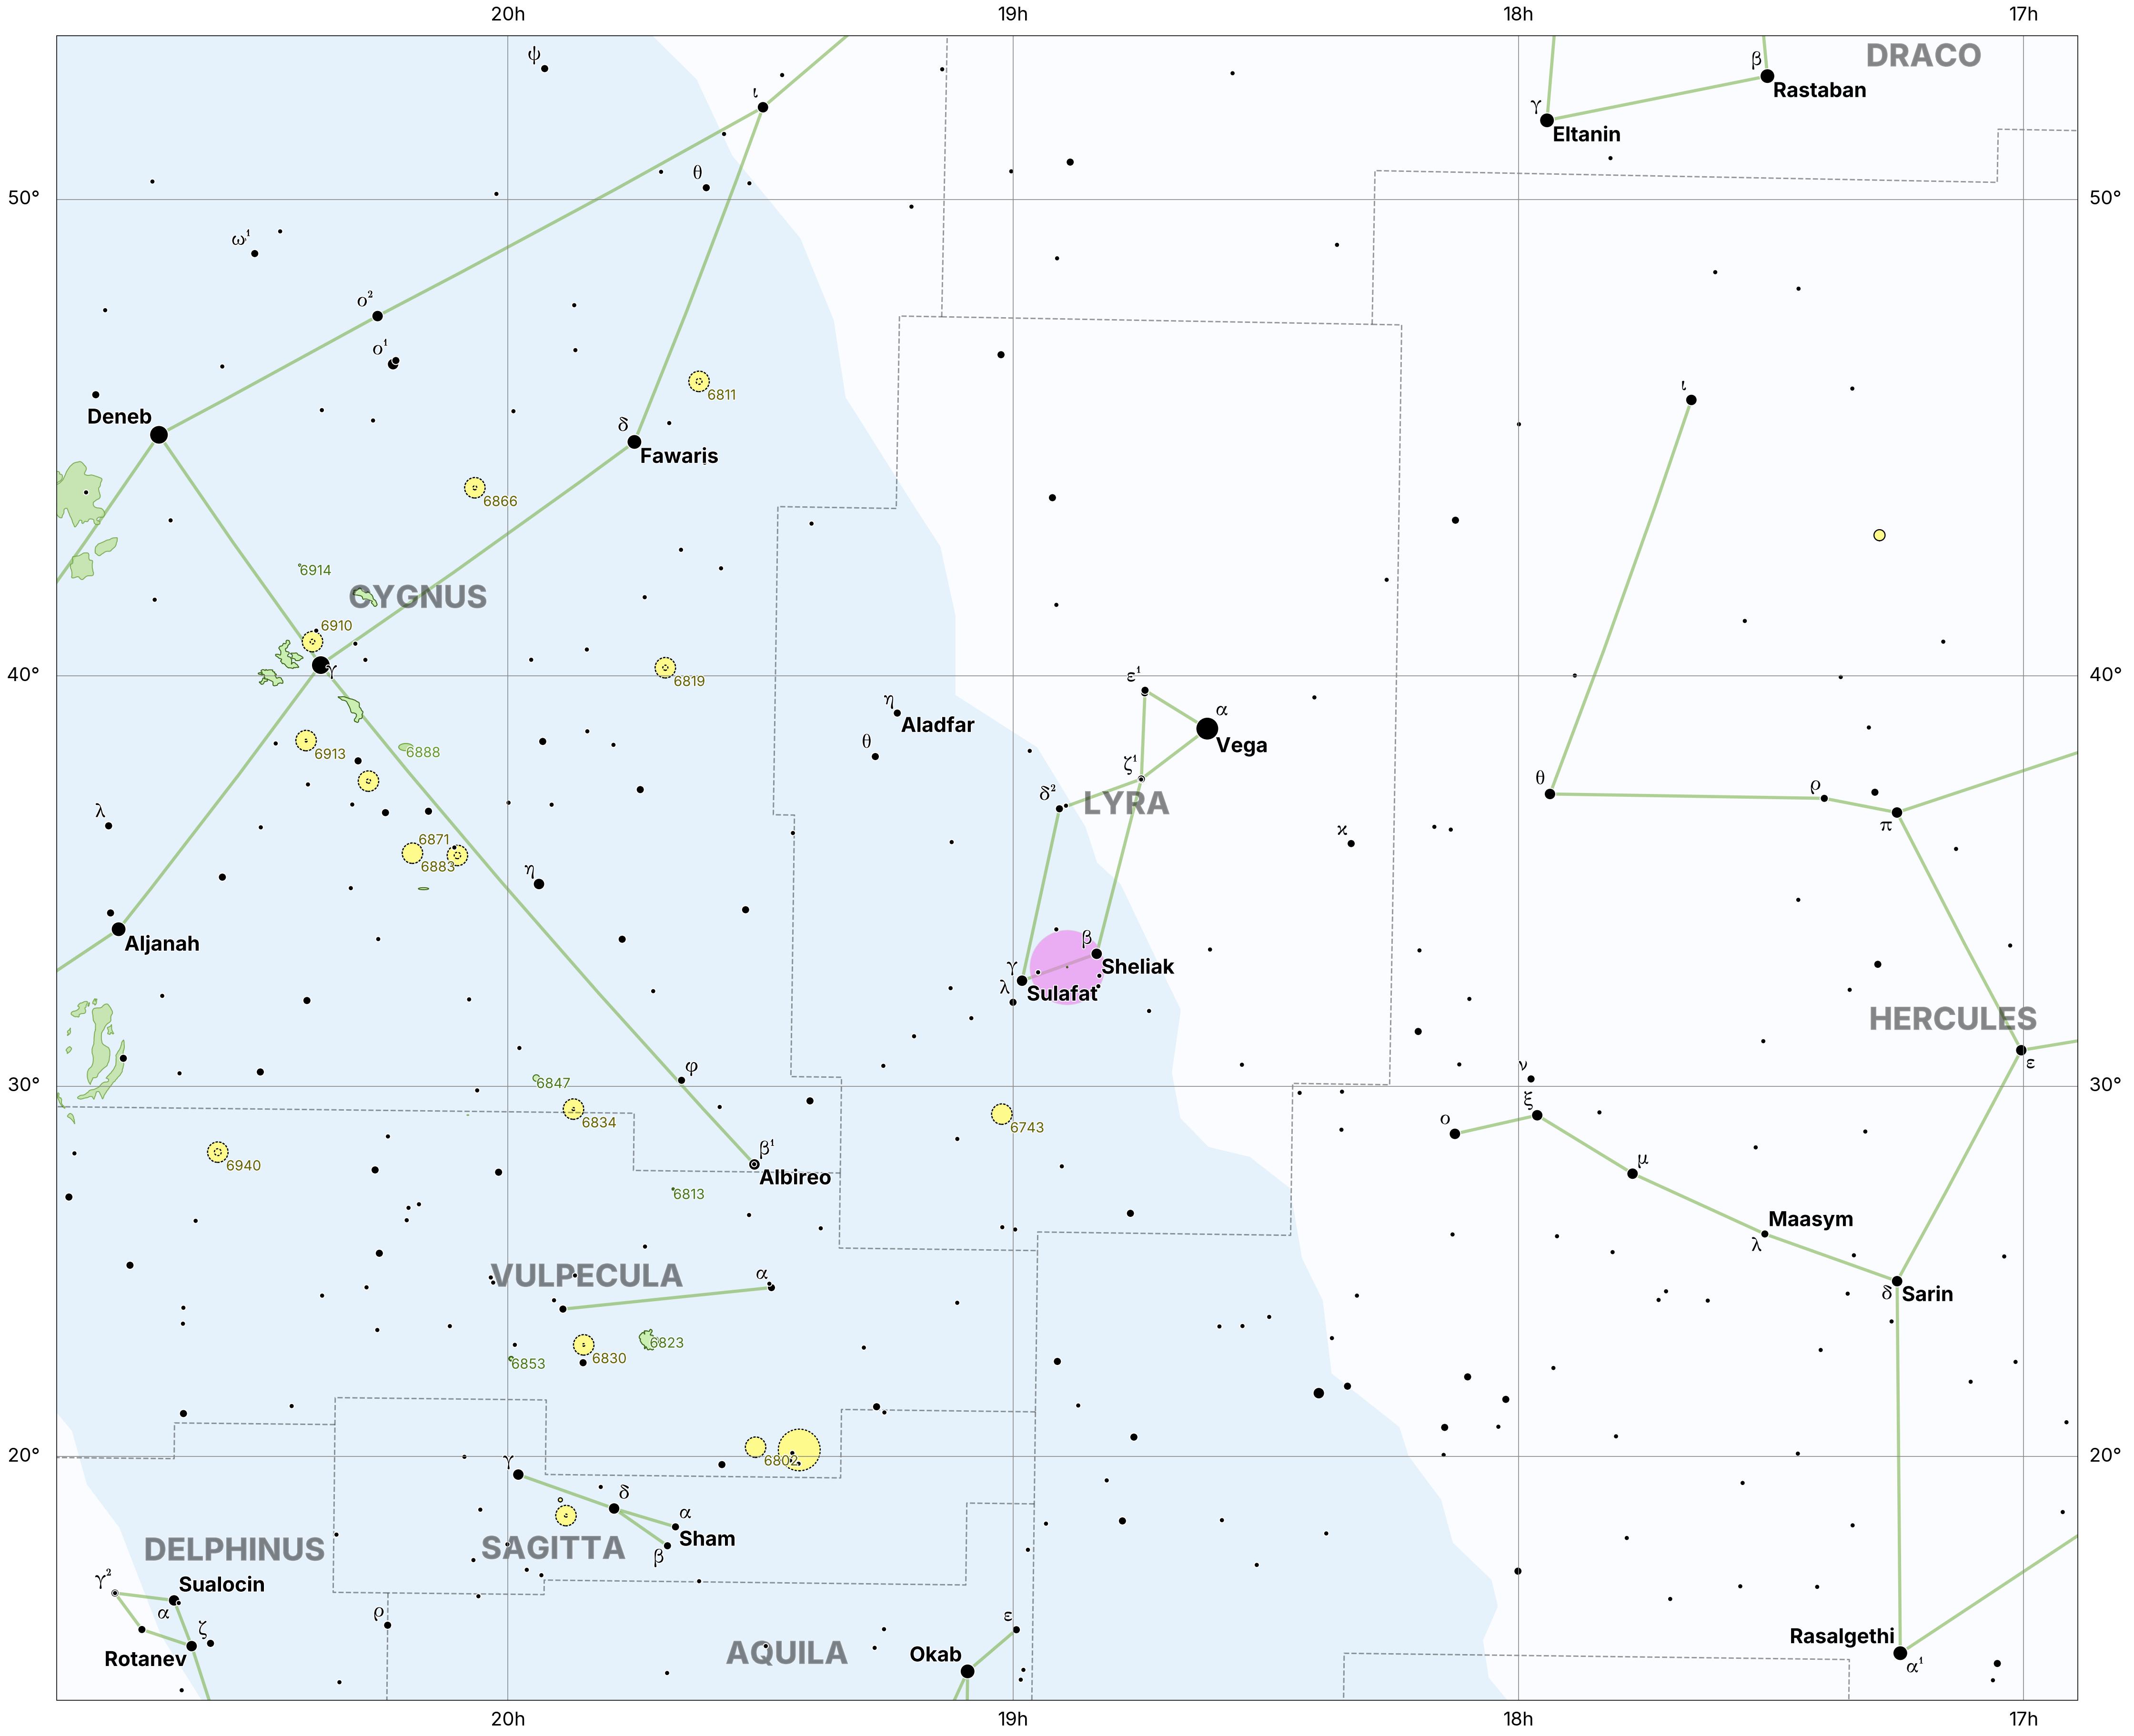 20h 19h 18h 17h
ψ
β
DRACO
Rastaban
ι
γ
Eltanin
θ
50° 50°
ω¹
ο²
ο¹
ι
6811
Deneb
δ
Fawaris
6866
6914
CYGNUS
6910
γ
40° 40°
6819
ε¹
η
Aladfar
α
Vega
θ
6913
6888
ζ¹
θ
ρ
δ²
LYRA
λ
π
ϰ
6871
6883
η
Aljanah
β
Sheliak
γ
Sulafat
λ
HERCULES
ε
φ
ν
6847
30° 30°
ξ
ο
6834
6743
β¹
Albireo
6940
μ
6813
Maasym
λ
VULPECULA
α
δ
Sarin
6823
6830
6853
20° 20°
6802
γ
δ
α
Sham
SAGITTA
β
DELPHINUS
γ²
Sualocin
α
ζ
ρ
Rotanev
AQUILA
ε
Okab
Rasalgethi
α¹
20h 19h 18h 17h